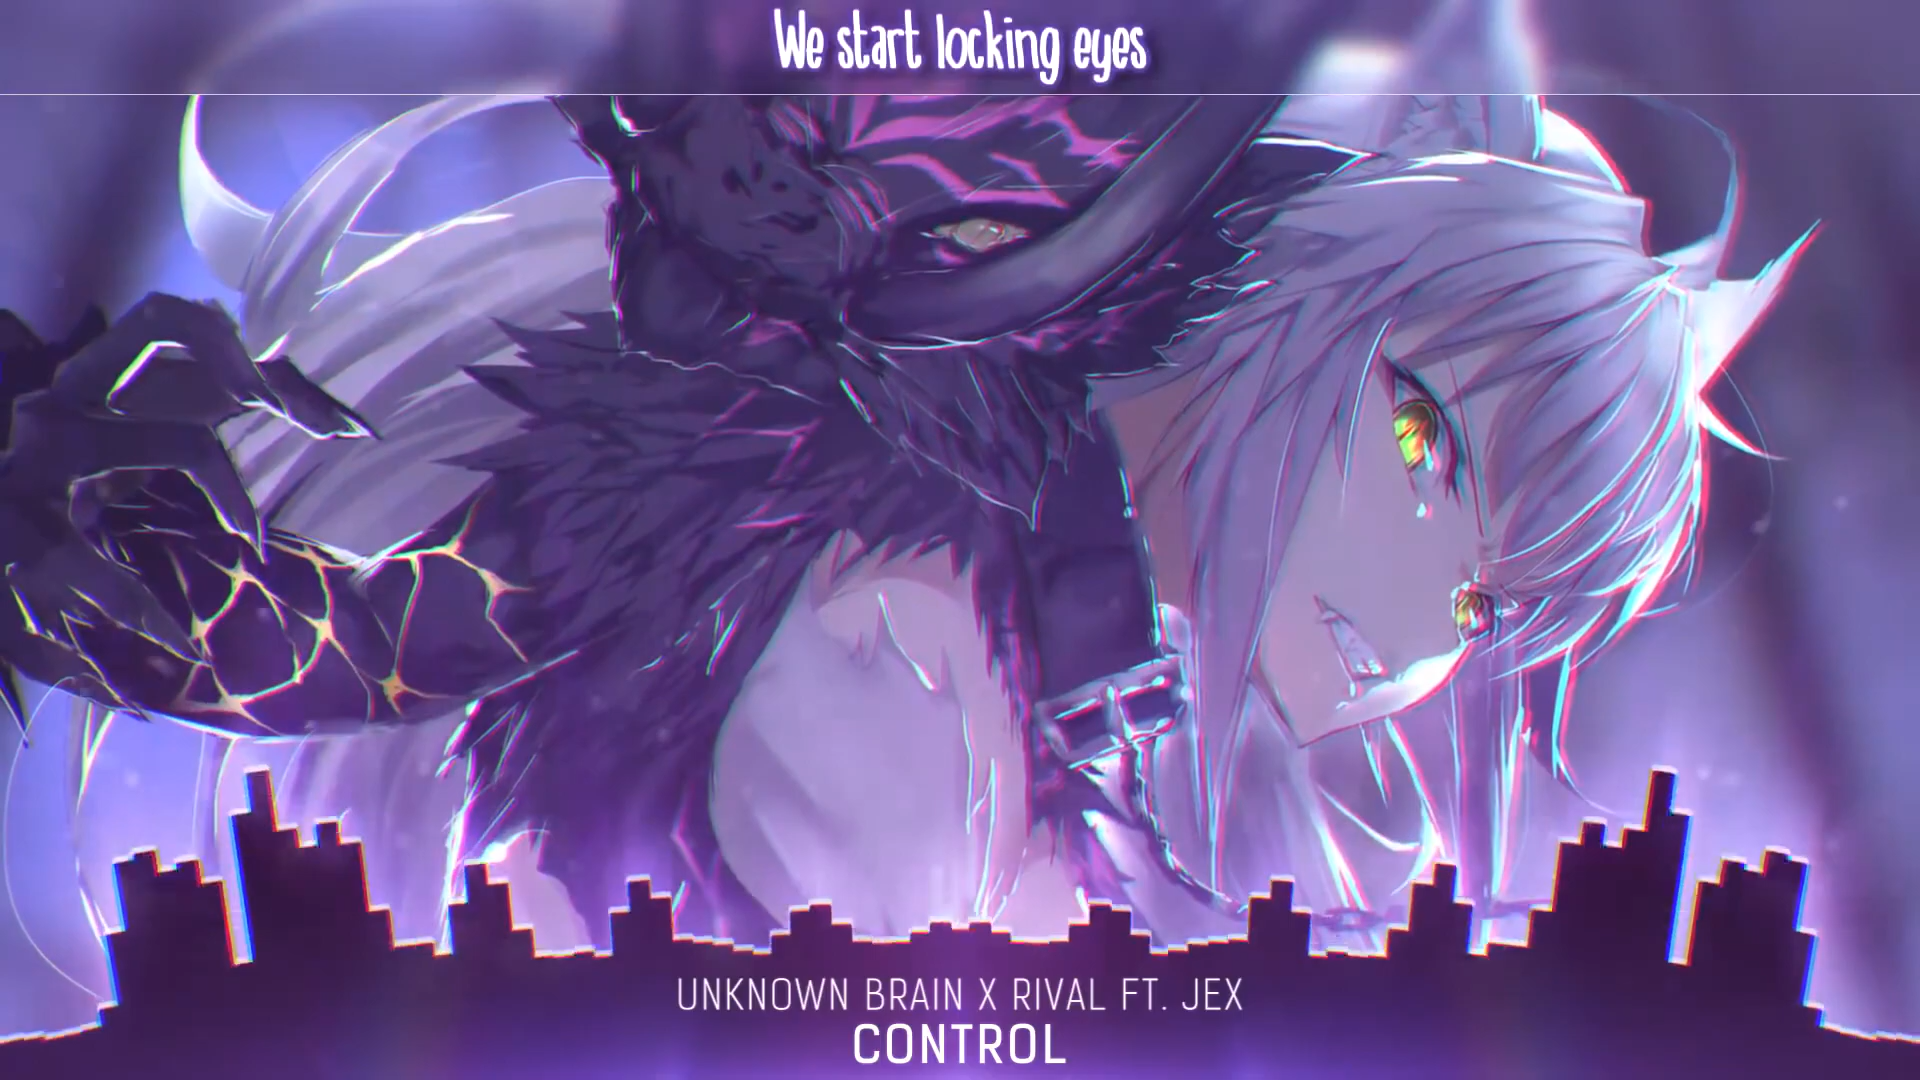 We start locking eyes
UNKNOWN BRAIN X RIVAL FT. JEX
CONTROL